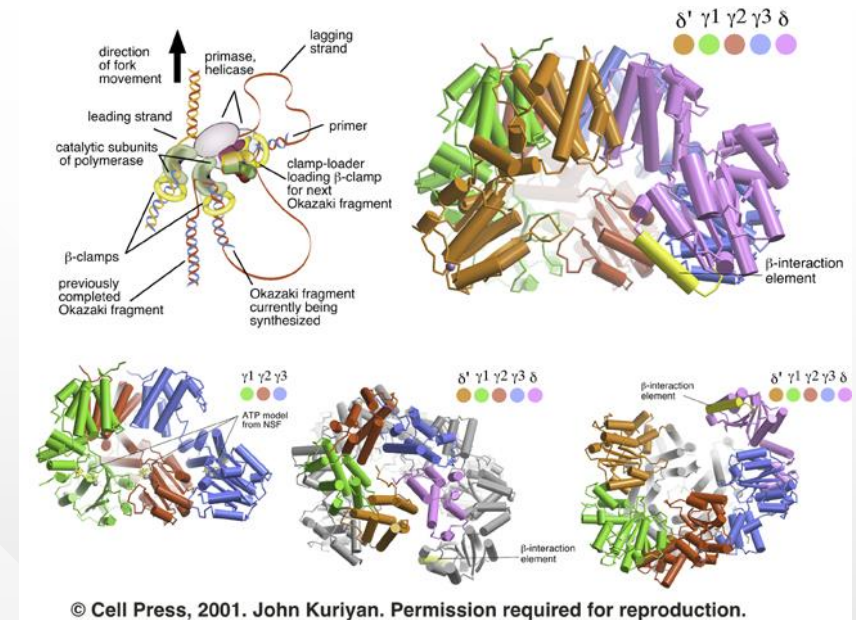 direction
of fork
movement
primase,
helicase
lagging
strand
leading strand
primer
catalytic subunits
of polymerase
clamp-loader
loading β-clamp
for next
Okazaki fragment
β-clamps
previously
completed
Okazaki fragment
Okazaki fragment
currently being
synthesized
δ' γ1 γ2 γ3 δ
β-interaction
element
γ1 γ2 γ3
ATP model
from NSF
δ' γ1 γ2 γ3 δ
β-interaction
element
δ' γ1 γ2 γ3 δ
β-interaction
element
© Cell Press, 2001. John Kuriyan. Permission required for reproduction.